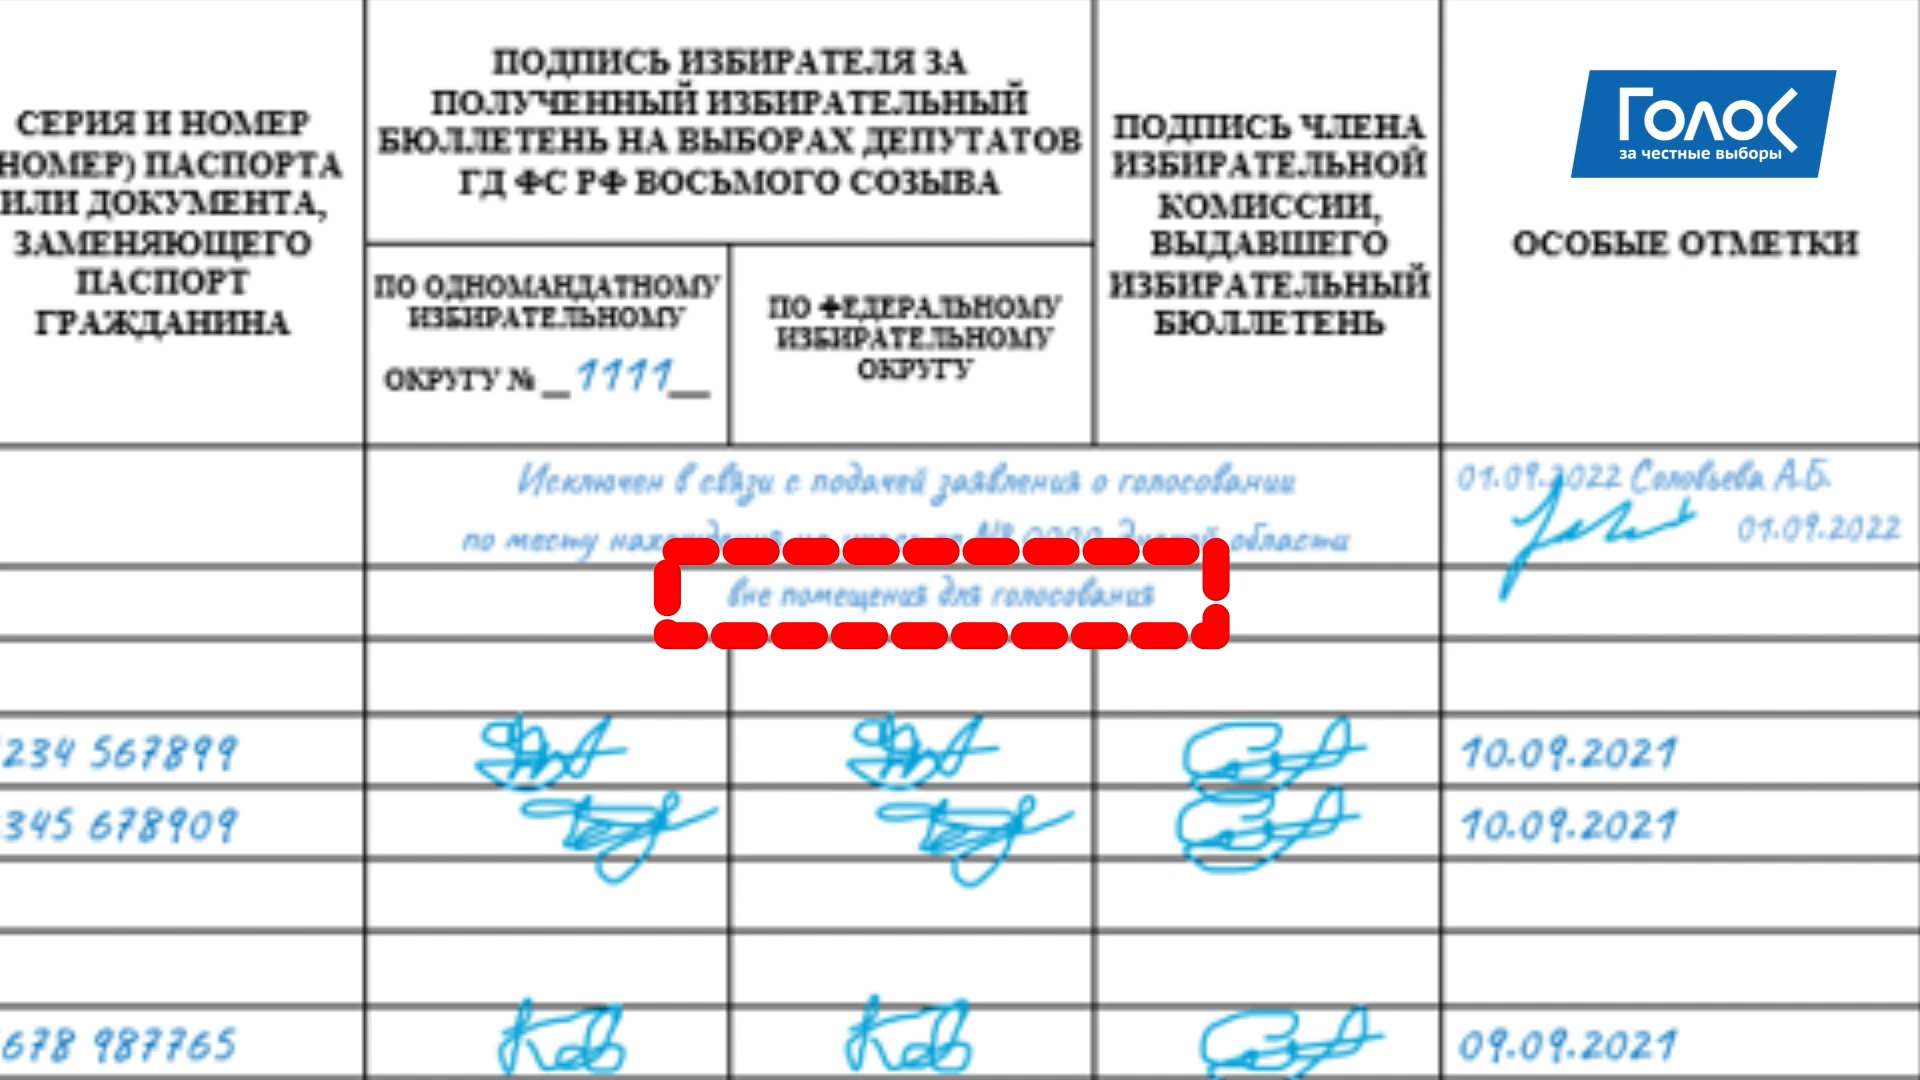 СЕРИЯ И НОМЕР
НОМЕР) ПАСПОРТА
ИЛИ ДОКУМЕНТА,
ЗАМЕНЯЮЩЕГО
ПАСПОРТ
ГРАЖДАНИНА
ПОДПИСЬ ИЗБИРАТЕЛЯ ЗА
ПОЛУЧЕННЫЙ ИЗБИРАТЕЛЬНЫЙ
БЮЛЛЕТЕНЬ НА ВЫБОРАХ ДЕПУТАТОВ
ГД ФС РФ ВОСЬМОГО СОЗЫВА
ПО ОДНОМАНДАТНОМУ
ИЗБИРАТЕЛЬНОМУ
ОКРУГУ № __1111__
ПО ФЕДЕРАЛЬНОМУ
ИЗБИРАТЕЛЬНОМУ
ОКРУГУ
ПОДПИСЬ ЧЛЕНА
ИЗБИРАТЕЛЬНОЙ
КОМИССИИ,
ВЫДАВШЕГО
ИЗБИРАТЕЛЬНЫЙ
БЮЛЛЕТЕНЬ
Голос
за честные выборы
ОСОБЫЕ ОТМЕТКИ
Исключен в связи с подачей заявления о голосовании
по месту области
01.09.2022 Соловьева А.Б.
01.09.2022
вне помещения для голосования
234 567899
10.09.2021
345 678909
10.09.2021
678 987765
09.09.2021